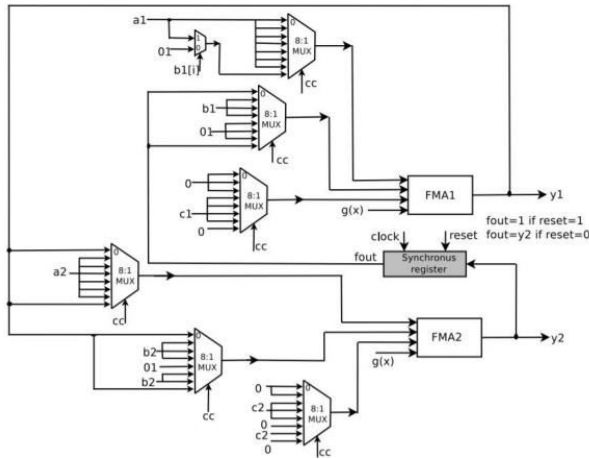 a1
0
8:1
MUX
1
0
01
b1[i]
cc
0
b1
8:1
MUX
01
cc
0
0
8:1
MUX
c1
0
cc
FMA1
y1
g(x)
fout=1 if reset=1
fout=y2 if reset=0
clock
reset
fout
Synchronus
register
0
a2
8:1
MUX
cc
FMA2
y2
g(x)
0
b2
8:1
MUX
01
b2
cc
0
0
c2
8:1
MUX
0
c2
0
cc